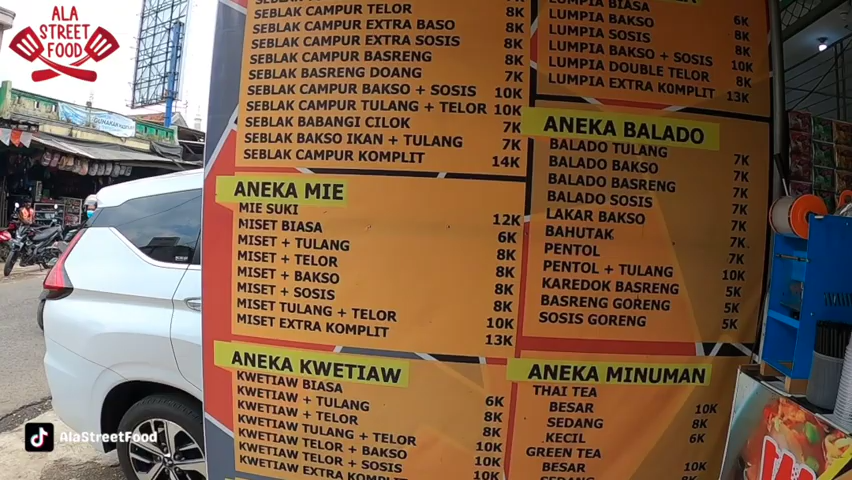 ALA
STREET
FOOD
SEBLAK CAMPUR TELOR 8K
SEBLAK CAMPUR EXTRA BASO 8K
SEBLAK CAMPUR EXTRA SOSIS 8K
SEBLAK CAMPUR BASRENG 8K
SEBLAK BASRENG DOANG 7K
SEBLAK CAMPUR BAKSO + SOSIS 10K
SEBLAK CAMPUR TULANG + TELOR 10K
SEBLAK BABANGI CILOK 7K
SEBLAK BAKSO IKAN + TULANG 7K
SEBLAK CAMPUR KOMPLIT 14K
ANEKA MIE
MIE SUKI 12K
MISET BIASA 6K
MISET + TULANG 8K
MISET + TELOR 8K
MISET + BAKSO 8K
MISET + SOSIS 8K
MISET TULANG + TELOR 10K
MISET EXTRA KOMPLIT 13K
ANEKA KWETIAW
KWETIAW BIASA 6K
KWETIAW + TULANG 8K
KWETIAW + TELOR 8K
KWETIAW TULANG + TELOR 8K
KWETIAW TELOR + BAKSO 10K
KWETIAW TELOR + SOSIS 10K
KWETIAW EXTRA KOMPLIT 10K
LUMPIA BIASA 6K
LUMPIA BAKSO 8K
LUMPIA SOSIS 8K
LUMPIA BAKSO + SOSIS 10K
LUMPIA DOUBLE TELOR 8K
LUMPIA EXTRA KOMPLIT 13K
ANEKA BALADO
BALADO TULANG 7K
BALADO BAKSO 7K
BALADO BASRENG 7K
BALADO SOSIS 7K
LAKAR BAKSO 7K
BAHUTAK 7K
PENTOL 7K
PENTOL + TULANG 10K
KAREDOK BASRENG 5K
BASRENG GORENG 5K
SOSIS GORENG 5K
ANEKA MINUMAN
THAI TEA
BESAR 10K
SEDANG 8K
KECIL 6K
GREEN TEA
BESAR 10K
SEDANG 8K
AlaStreetFood